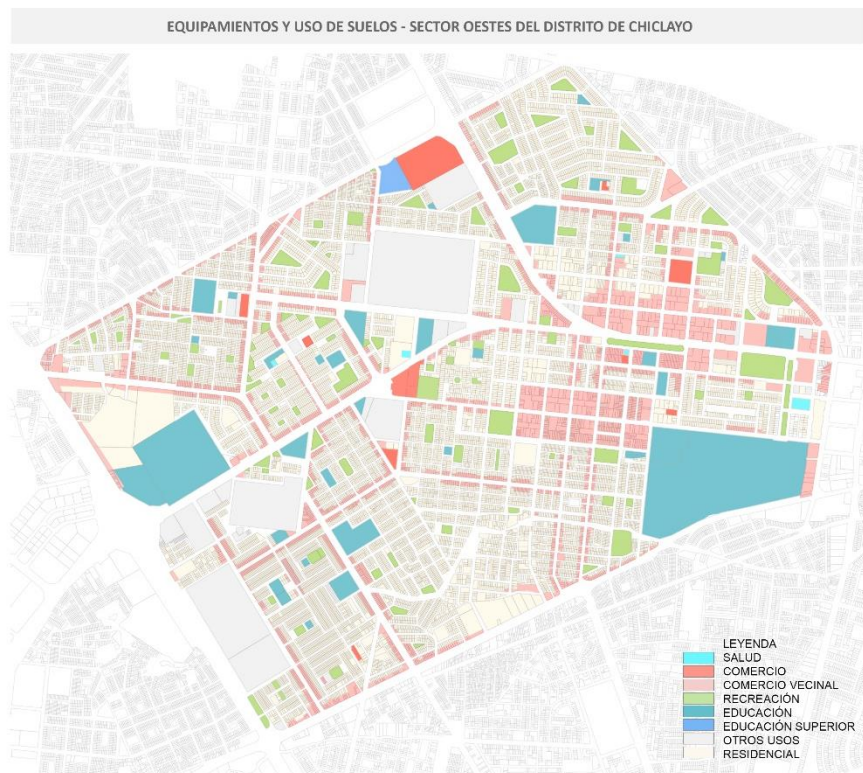 EQUIPAMIENTOS Y USO DE SUELOS - SECTOR OESTES DEL DISTRITO DE CHICLAYO
LEYENDA
SALUD
COMERCIO
COMERCIO VECINAL
RECREACIÓN
EDUCACIÓN
EDUCACIÓN SUPERIOR
OTROS USOS
RESIDENCIAL